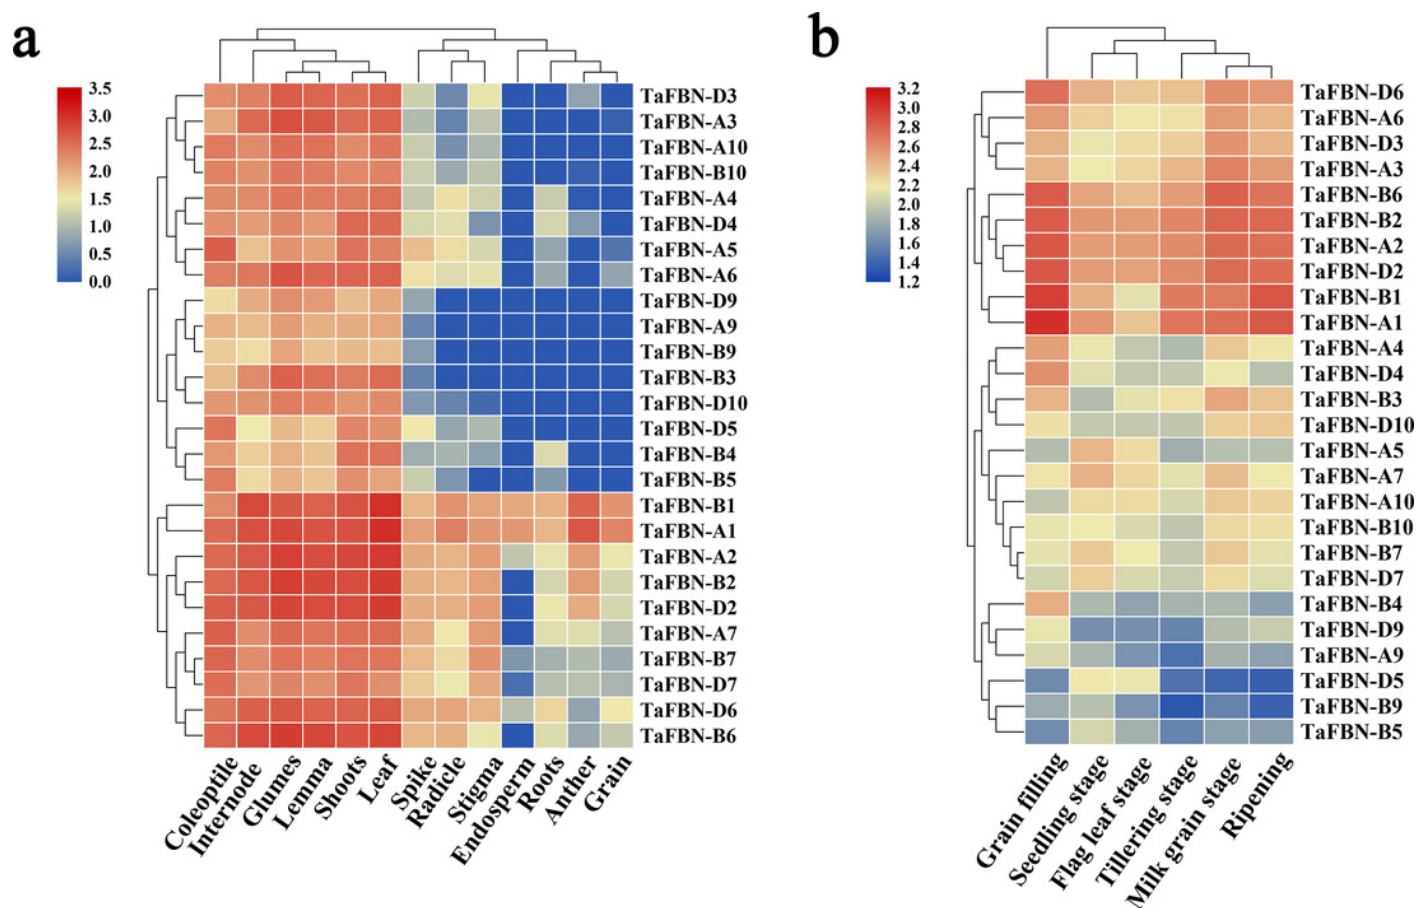 a
3.5
3.0
2.5
2.0
1.5
1.0
0.5
0.0
TaFBN-D3
TaFBN-A3
TaFBN-A10
TaFBN-B10
TaFBN-A4
TaFBN-D4
TaFBN-A5
TaFBN-A6
TaFBN-D9
TaFBN-A9
TaFBN-B9
TaFBN-B3
TaFBN-D10
TaFBN-D5
TaFBN-B4
TaFBN-B5
TaFBN-B1
TaFBN-A1
TaFBN-A2
TaFBN-B2
TaFBN-D2
TaFBN-A7
TaFBN-B7
TaFBN-D7
TaFBN-D6
TaFBN-B6
Coleoptile
Internode
Glumes
Lemma
Shoots
Leaf
Spike
Radicle
Stigma
Endosperm
Roots
Anther
Grain
b
3.2
2.8
2.6
2.4
2.2
2.0
1.8
1.6
1.4
1.2
TaFBN-D6
TaFBN-A6
TaFBN-D3
TaFBN-A3
TaFBN-B6
TaFBN-B2
TaFBN-A2
TaFBN-D2
TaFBN-B1
TaFBN-A1
TaFBN-A4
TaFBN-D4
TaFBN-B3
TaFBN-D10
TaFBN-A5
TaFBN-A7
TaFBN-A10
TaFBN-B10
TaFBN-B7
TaFBN-D7
TaFBN-B4
TaFBN-D9
TaFBN-A9
TaFBN-D5
TaFBN-B9
TaFBN-B5
Grain filling
Seedling stage
Flag leaf stage
Tillering stage
Milk grain stage
Ripening